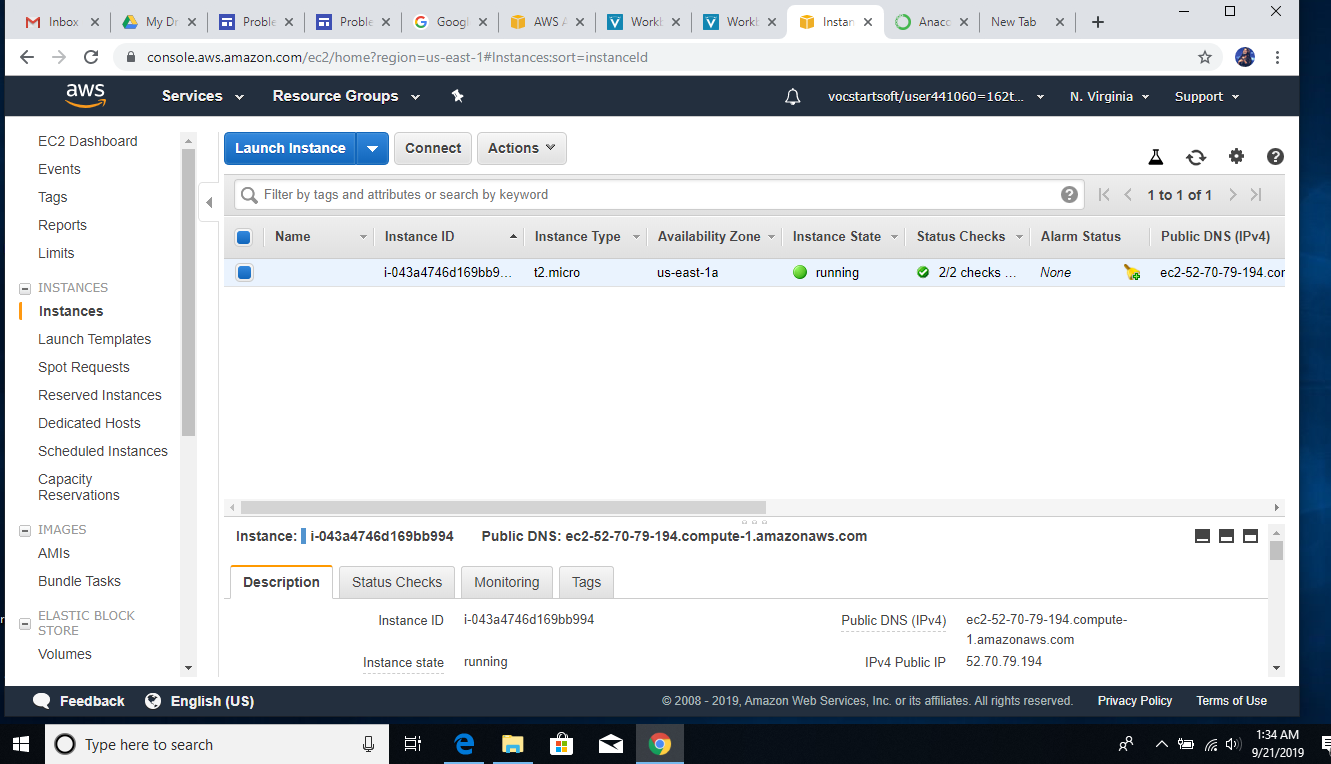 Inbox
My Dr
Proble
Proble
Googl
AWS A
Workb
Workb
Instan
Anaco
New Tab
console.aws.amazon.com/ec2/home?region=us-east-1#Instances:sort=instanceId
aws
Services
Resource Groups
vocstartsoft/user441060=162t...
N. Virginia
Support
EC2 Dashboard
Events
Tags
Reports
Limits
INSTANCES
Instances
Launch Templates
Spot Requests
Reserved Instances
Dedicated Hosts
Scheduled Instances
Capacity
Reservations
IMAGES
AMIs
Bundle Tasks
ELASTIC BLOCK
STORE
Volumes
Launch Instance
Connect
Actions
Filter by tags and attributes or search by keyword
1 to 1 of 1
Name Instance ID Instance Type Availability Zone Instance State Status Checks Alarm Status Public DNS (IPv4)
i-043a4746d169bb9... t2.micro us-east-1a running 2/2 checks ... None ec2-52-70-79-194.cor
Instance: i-043a4746d169bb994 Public DNS: ec2-52-70-79-194.compute-1.amazonaws.com
Description Status Checks Monitoring Tags
Instance ID i-043a4746d169bb994
Public DNS (IPv4) ec2-52-70-79-194.compute-
1.amazonaws.com
Instance state running
IPv4 Public IP 52.70.79.194
Feedback English (US)
© 2008 - 2019, Amazon Web Services, Inc. or its affiliates. All rights reserved. Privacy Policy Terms of Use
Type here to search
1:34 AM
9/21/2019